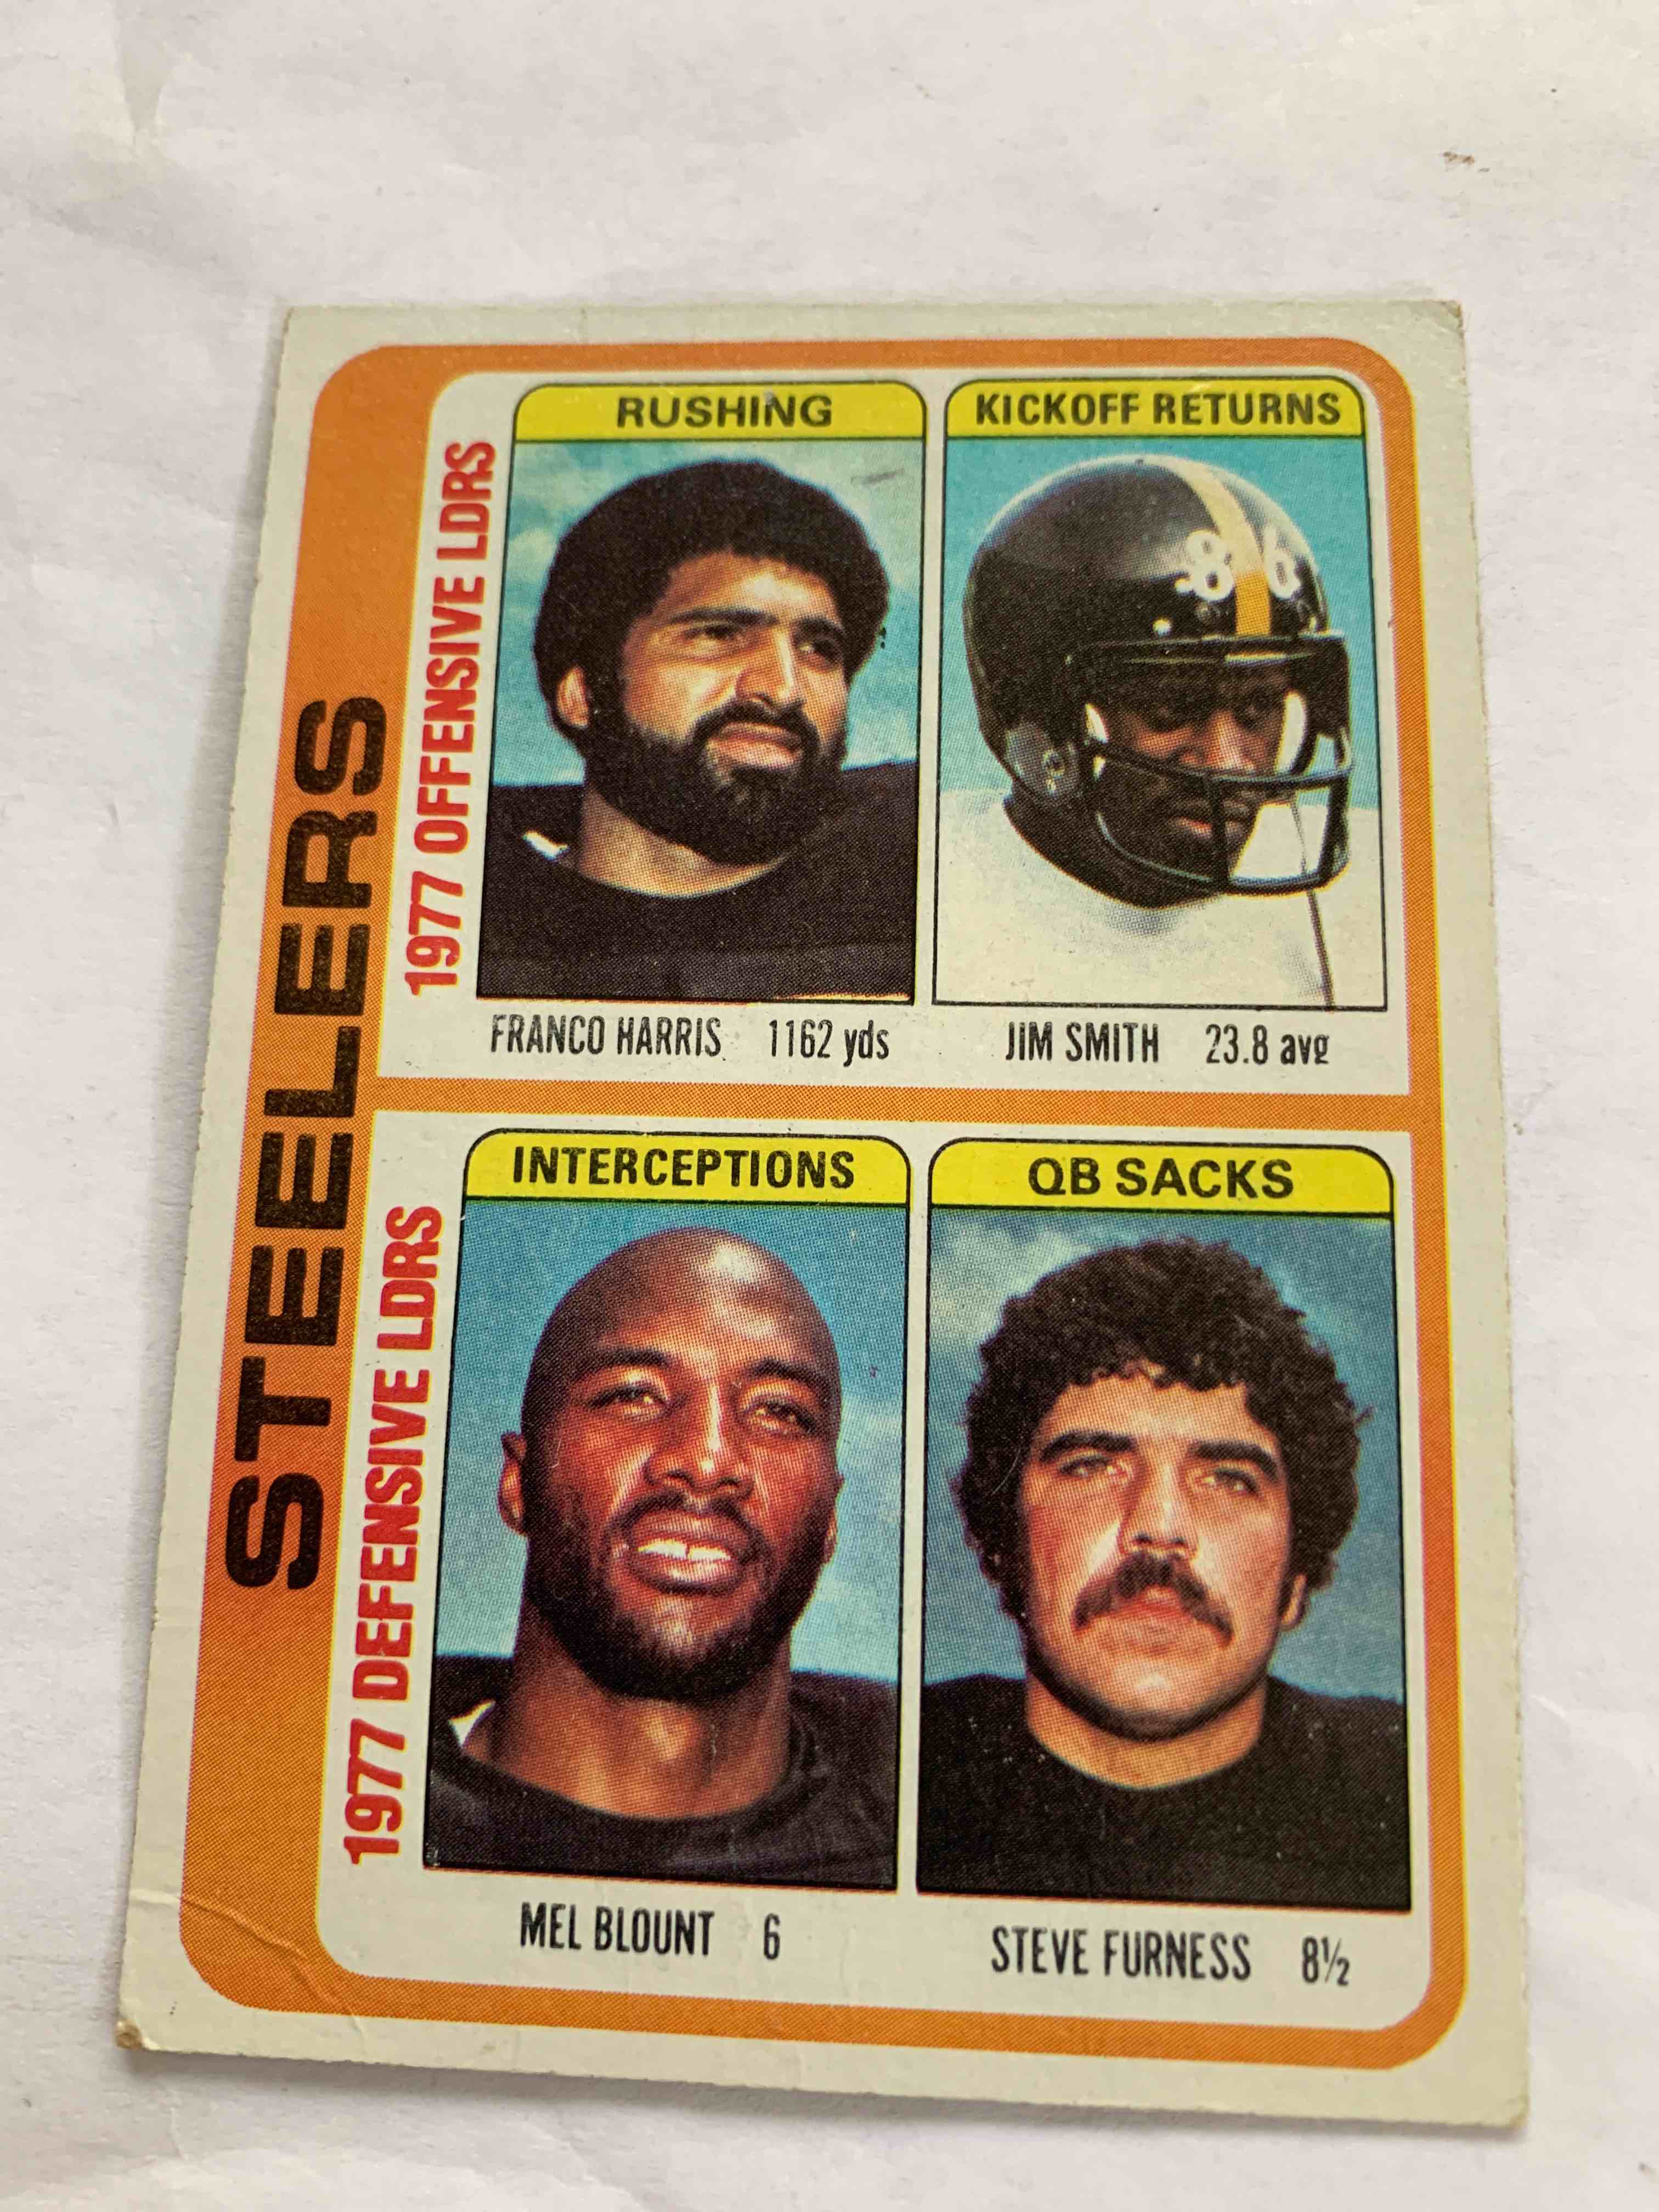 STEELERS
1977 OFFENSIVE LDRS
RUSHING
KICKOFF RETURNS
86
FRANCO HARRIS 1162 yds
JIM SMITH 23.8 avg
1977 DEFENSIVE LDRS
INTERCEPTIONS
QB SACKS
MEL BLOUNT 6
STEVE FURNESS 8½